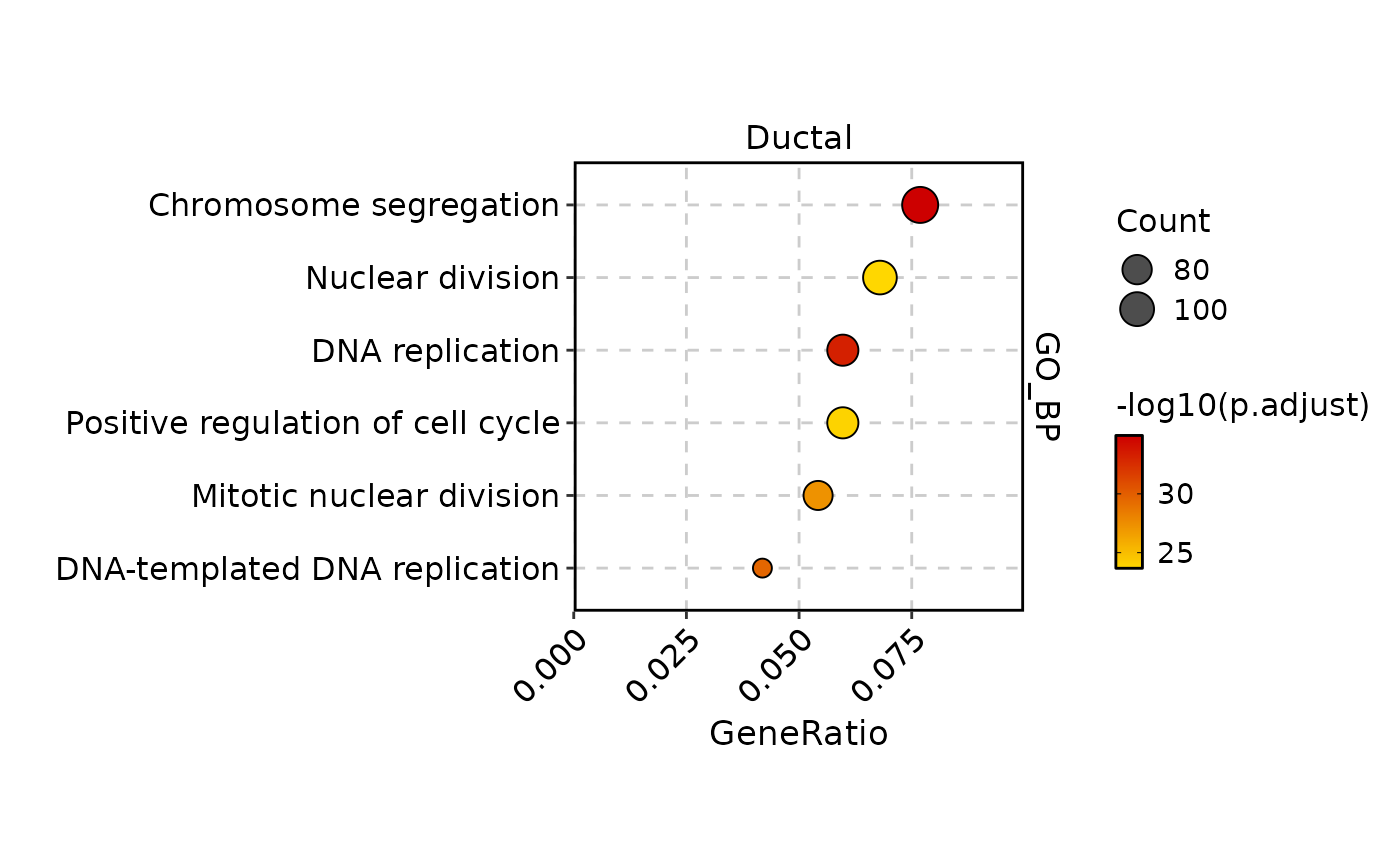 Ductal
Chromosome segregation
Nuclear division
DNA replication
Positive regulation of cell cycle
Mitotic nuclear division
DNA-templated DNA replication
0.000
0.025
0.050
0.075
GeneRatio
GO_BP
Count
80
100
-log10(p.adjust)
30
25